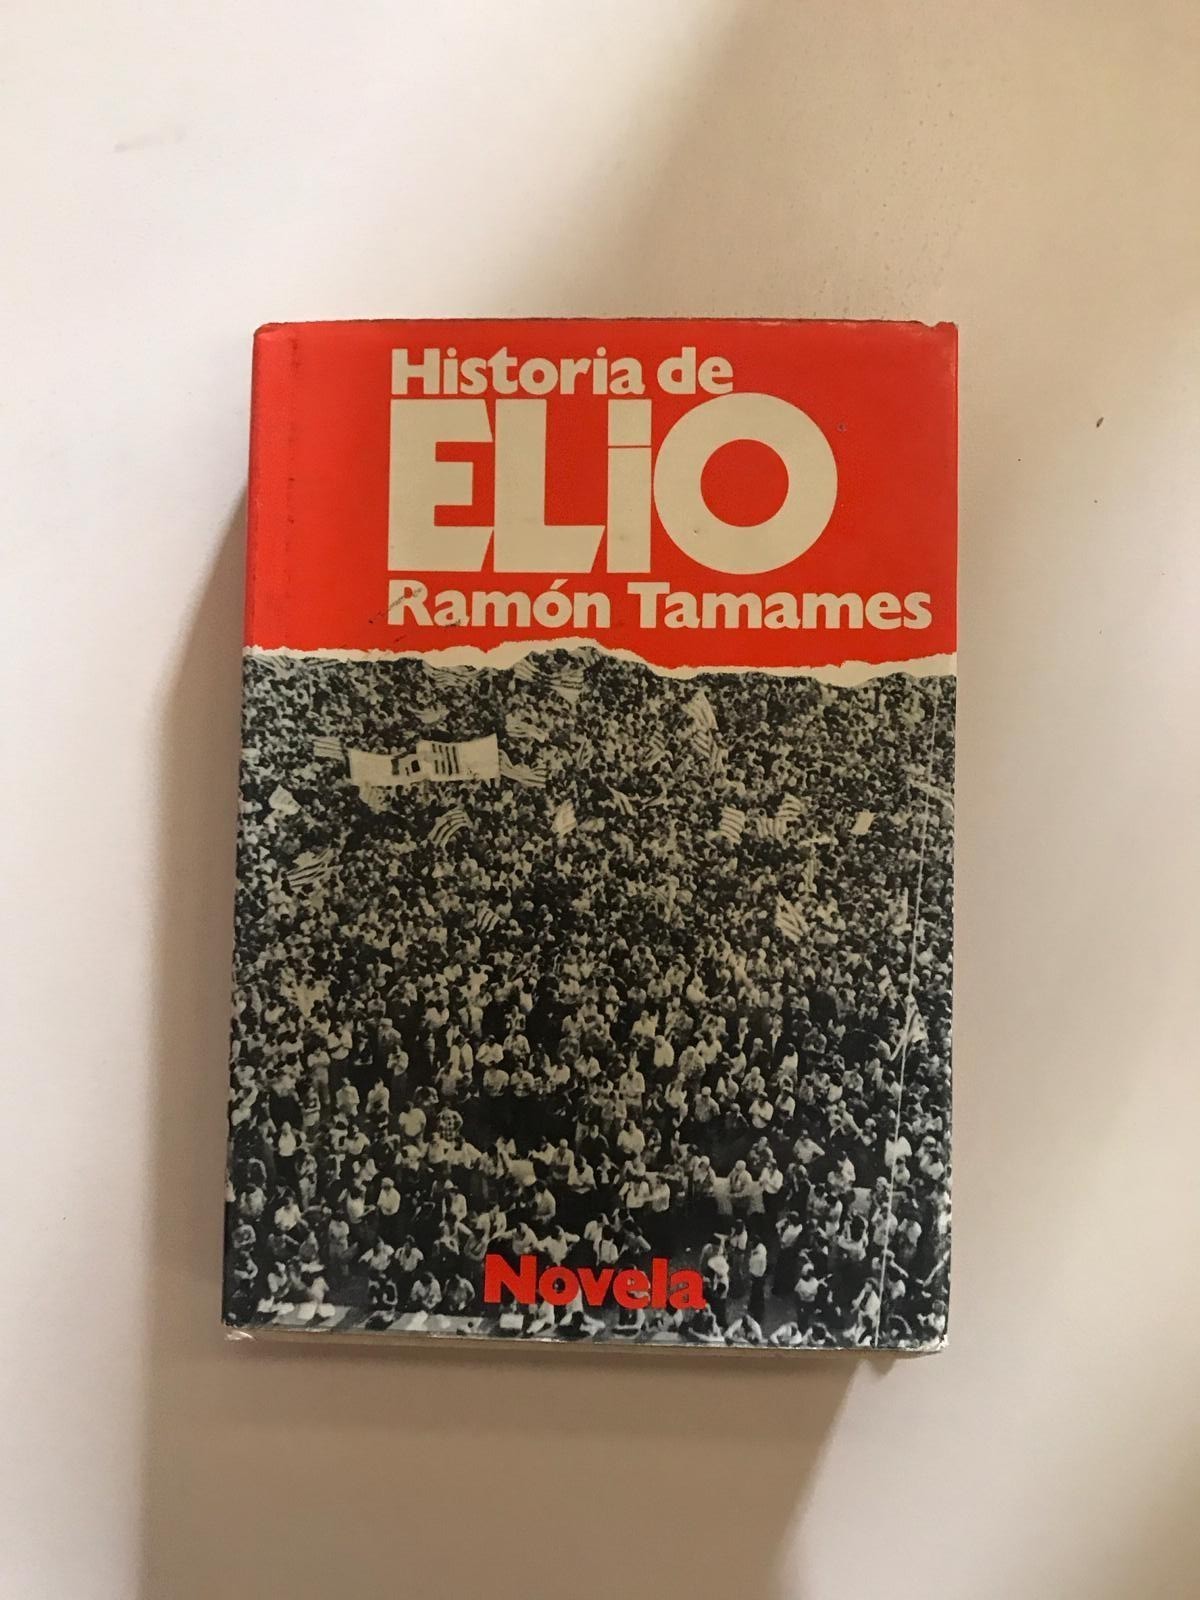 Historia de
ELiO
Ramón Tamames
Novela